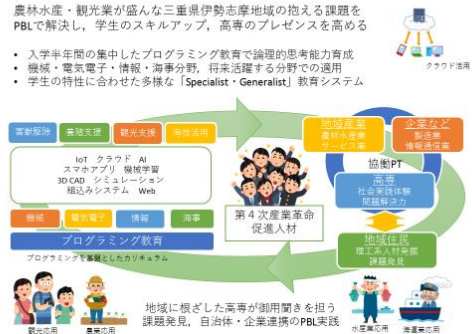 農林水産・観光業が盛んな三重県伊勢志摩地域の抱える課題を
PBLで解決し，学生のスキルアップ，高専のプレゼンスを高める
• 入学半年間の集中したプログラミング教育で論理的思考能力育成
• 機械・電気電子・情報・海事分野，将来活躍する分野での適用
• 学生の特性に合わせた多様な「Specialist・Generalist」教育システム
クラウド活用
害獣駆除 養殖支援 観光支援 海技活用
IoT クラウド AI
スマホアプリ 機械学習
3D CAD シミュレーション
組込みシステム Web
機械 電気電子 情報 海事
プログラミング教育
プログラミングを基盤としたカリキュラム
第４次産業革命
促進人材
地域産業
農林水産業
サービス業
企業など
製造業
情報通信業
協働PT
高専
社会実践体験
問題解決力
地域住民
理工系人材発掘
課題発見
観光応用
農業応用
地域に根ざした高専が御用聞きを担う
課題発見，自治体・企業連携のPBL実践
水産業応用
海運業応用